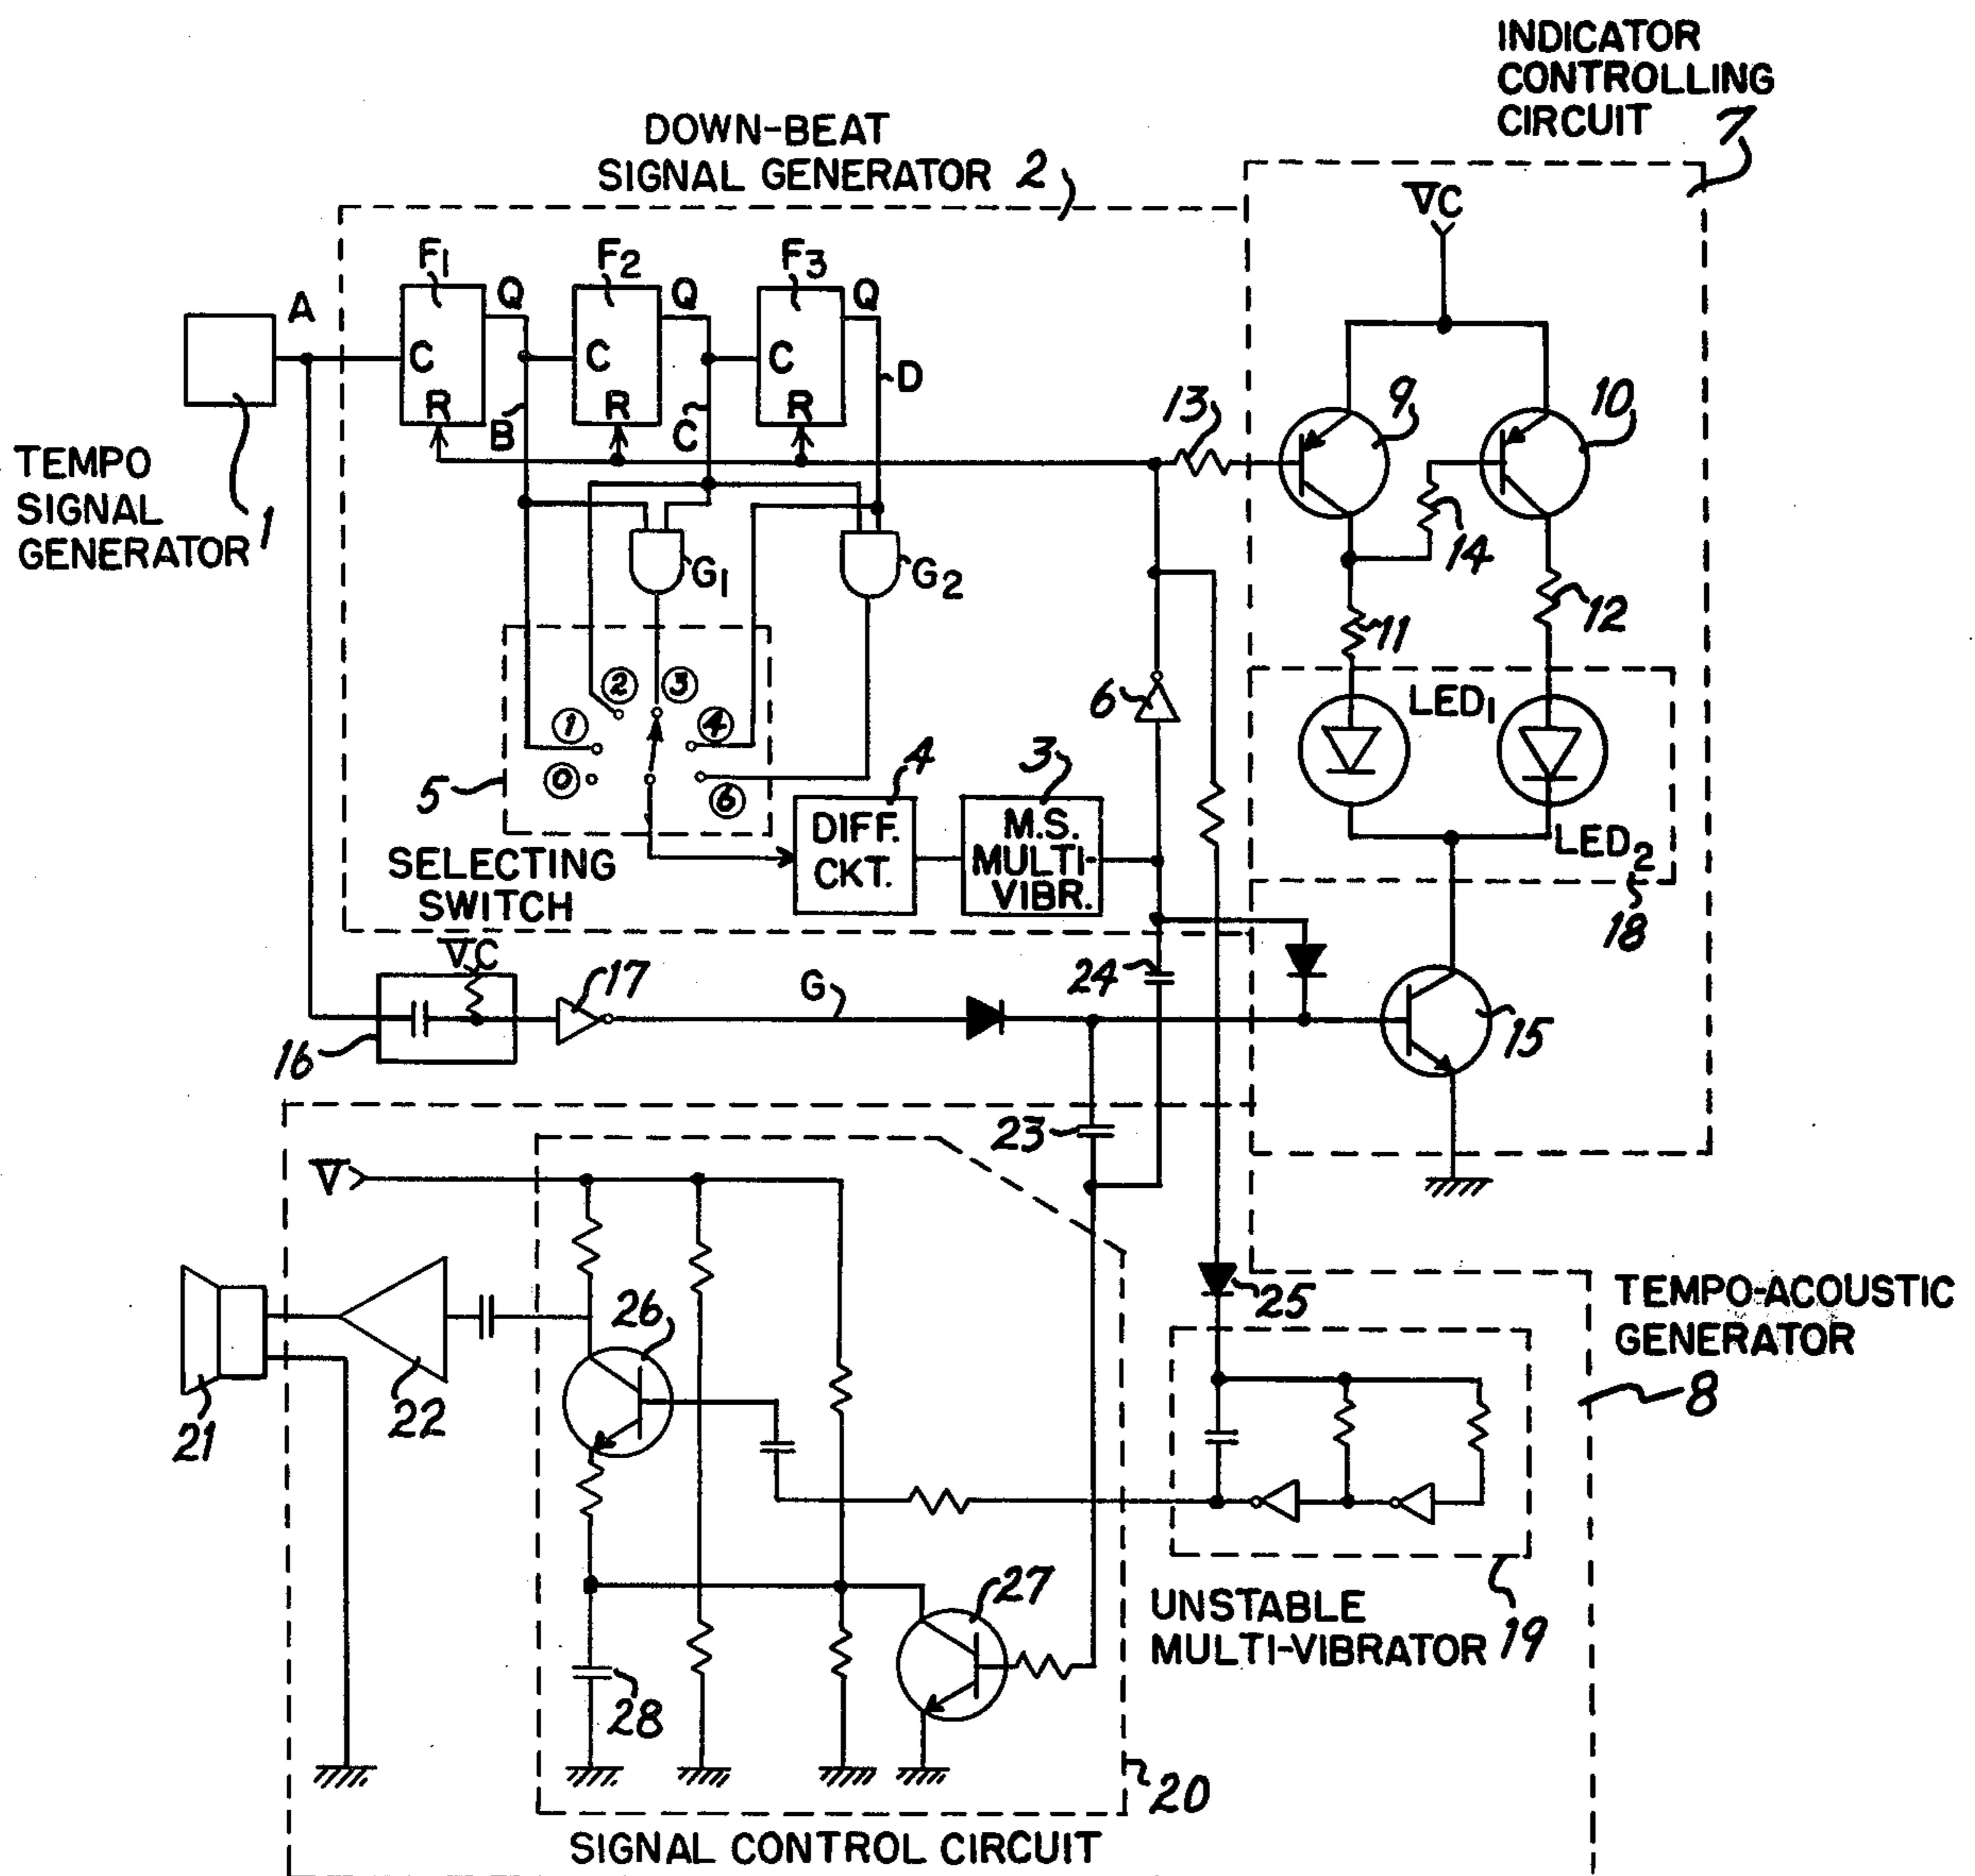 INDICATOR
CONTROLLING
CIRCUIT 7
DOWN-BEAT
SIGNAL GENERATOR 2
VC
F1
F2
F3
A
Q
Q
Q
C
C
C
D
R
R
R
B
C
13
9
10
TEMPO
SIGNAL
GENERATOR 1
14
G1
G2
11
12
② ③
① ④
⓪ ⑥
6
LED1
5
4
3
DIFF.
CKT.
M.S.
MULTI-
VIBR.
LED2
SELECTING
SWITCH
18
VC
17
G
24
16
15
23
V
26
25
TEMPO-ACOUSTIC
GENERATOR
8
21
22
27
UNSTABLE
MULTI-VIBRATOR 19
28
20
SIGNAL CONTROL CIRCUIT